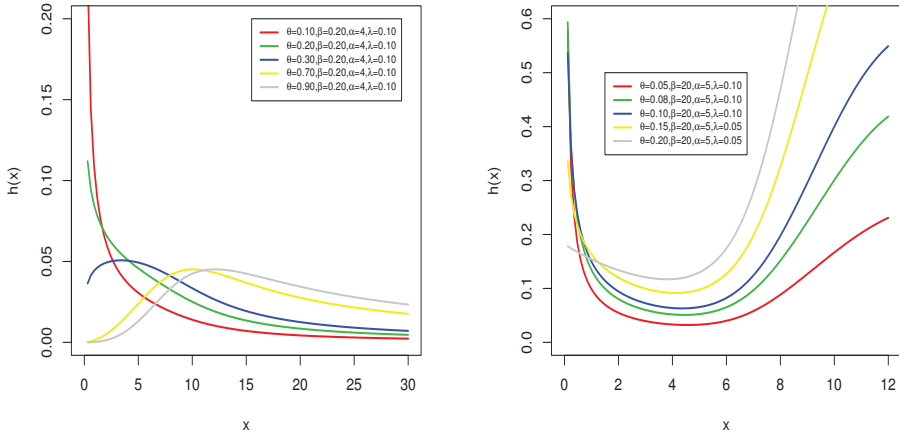 h(x)
0.20
0.15
0.10
0.05
0.00
θ=0.10,β=0.20,α=4,λ=0.10
θ=0.20,β=0.20,α=4,λ=0.10
θ=0.30,β=0.20,α=4,λ=0.10
θ=0.70,β=0.20,α=4,λ=0.10
θ=0.90,β=0.20,α=4,λ=0.10
0 5 10 15 20 25 30
x
h(x)
0.6
0.5
0.4
0.3
0.2
0.1
0.0
θ=0.05,β=20,α=5,λ=0.10
θ=0.08,β=20,α=5,λ=0.10
θ=0.10,β=20,α=5,λ=0.10
θ=0.15,β=20,α=5,λ=0.05
θ=0.20,β=20,α=5,λ=0.05
0 2 4 6 8 10 12
x